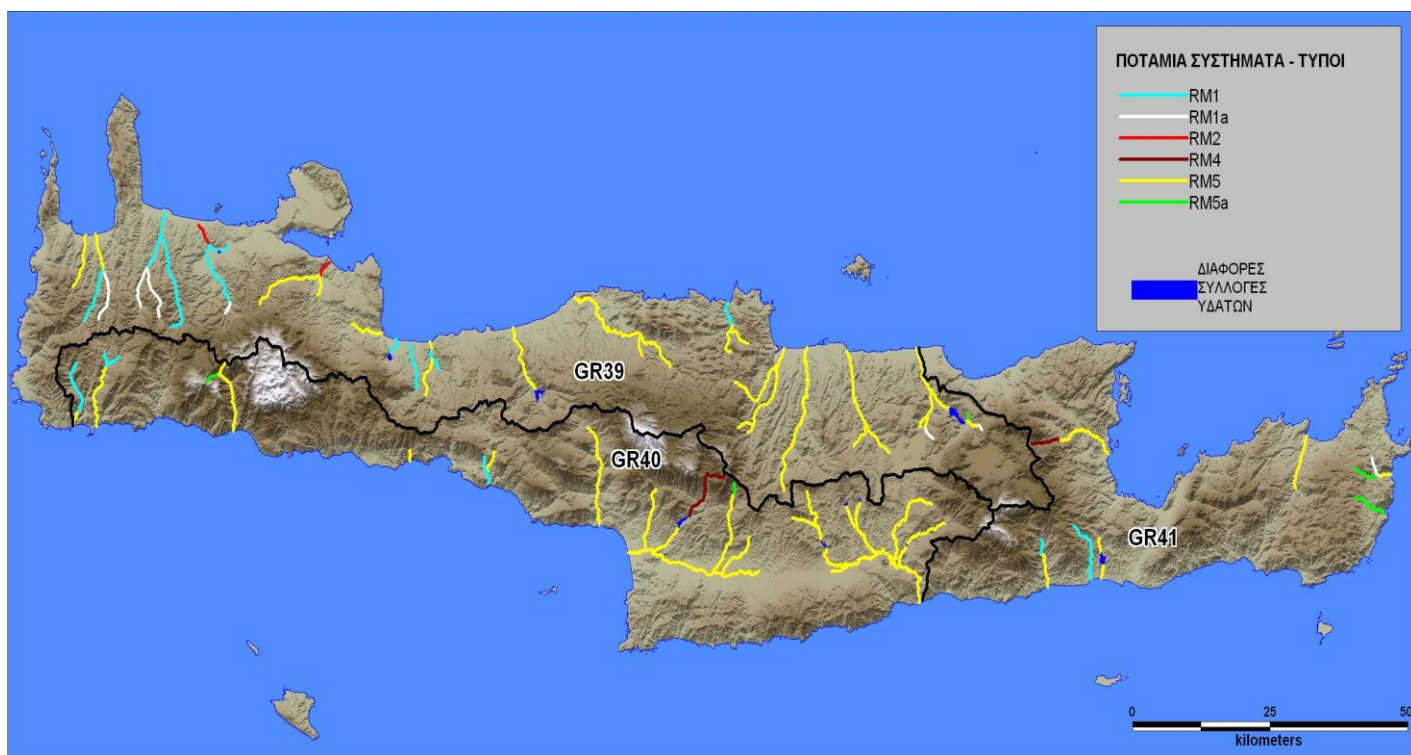 ΠΟΤΑΜΙΑ ΣΥΣΤΗΜΑΤΑ - ΤΥΠΟΙ
RM1
RM1a
RM2
RM4
RM5
RM5a
ΔΙΑΦΟΡΕΣ
ΣΥΛΛΟΓΕΣ
ΥΔΑΤΩΝ
GR39
GR40
GR41
0 25 50
kilometers